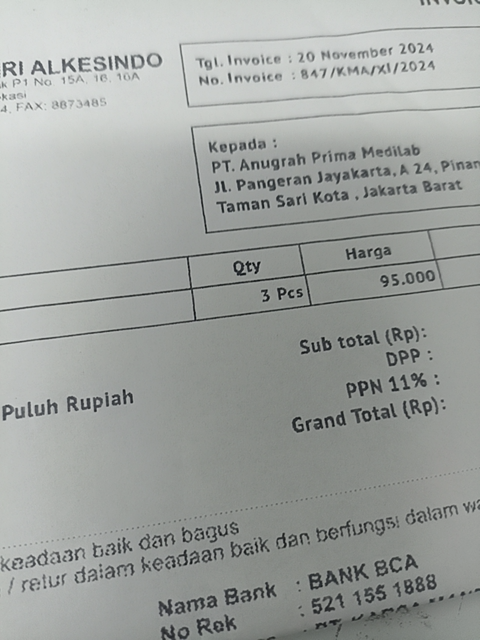 RI ALKESINDO
k P1 No. 15A, 16, 10A
kasi
4, FAX: 8873485
Tgl. Invoice : 20 November 2024
No. Invoice : 847/KMA/XI/2024
Kepada :
PT. Anugrah Prima Medilab
Jl. Pangeran Jayakarta, A 24, Pinan
Taman Sari Kota , Jakarta Barat
Qty Harga
3 Pcs 95.000
Sub total (Rp):
DPP :
PPN 11% :
Grand Total (Rp):
Puluh Rupiah
keadaan baik dan bagus
/ retur dalam keadaan baik dan berfungsi dalam wa
Nama Bank : BANK BCA
No Rek : 521 155 1888